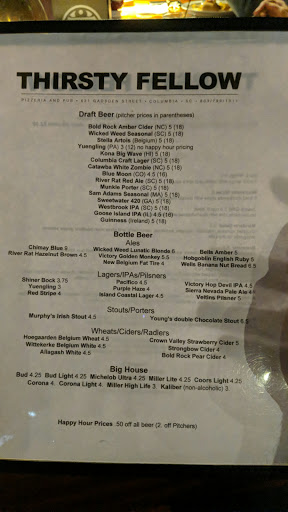 THIRSTY FELLOW
PIZZERIA AND PUB • 621 GADSDEN STREET • COLUMBIA • SC •
Draft Beer (pitcher prices in parentheses)
Bold Rock Amber Cider (NC) 5 (18)
Wicked Weed Seasonal (SC) 5 (18)
Stella Artois (Belgium) 5 (18)
Yuengling (PA) 3 (12) no happy hour pricing
Kona Big Wave (HI) 5 (18)
Columbia Craft Lager (SC) 5 (18)
Catawba White Zombie (NC) 5 (18)
Blue Moon (CO) 4.5 (16)
River Rat Red Ale (SC) 5 (18)
Munkle Porter (SC) 5 (18)
Sam Adams Seasonal (MA) 5 (18)
Sweetwater 420 (GA) 5 (18)
Westbrook IPA (SC) 5 (18)
Goose Island IPA (IL) 4.5 (16)
Guinness (Ireland) 5 (18)
Bottle Beer
Ales
Chimay Blue 9 Wicked Weed Lunatic Blonde 5 Bells Amber 5
River Rat Hazelnut Brown 4.5 Victory Golden Monkey 5.5 Hobgoblin English Ruby 6
New Belgium Fat Tire 4.5 Wells Banana Nut Bread 6.5
Lagers/IPAs/Pilsners
Shiner Bock 3.75 Pacifico 4.5 Victory Hop Devil IPA 4.5
Yuengling 3 Purple Haze 4 Sierra Nevada Pale Ale 4
Red Stripe 4 Island Coastal Lager 4.5 Veltins Pilsner 5
Stouts/Porters
Murphy's Irish Stout 4.5 Young's double Chocolate Stout 6.5
Wheats/Ciders/Radlers
Hoegaarden Belgium Wheat 4.5 Crown Valley Strawberry Cider 5
Wittekerke Belgium White 4.5 Strongbow Cider 4
Allagash White 4.5 Bold Rock Pear Cider 4
Big House
Bud 4.25 Bud Light 4.25 Michelob Ultra 4.25 Miller Lite 4.25 Coors Light 4.25
Corona 4. Corona Light 4. Miller High Life 3. Kaliber (non-alcoholic) 3.
Happy Hour Prices .50 off all beer (2. off Pitchers)